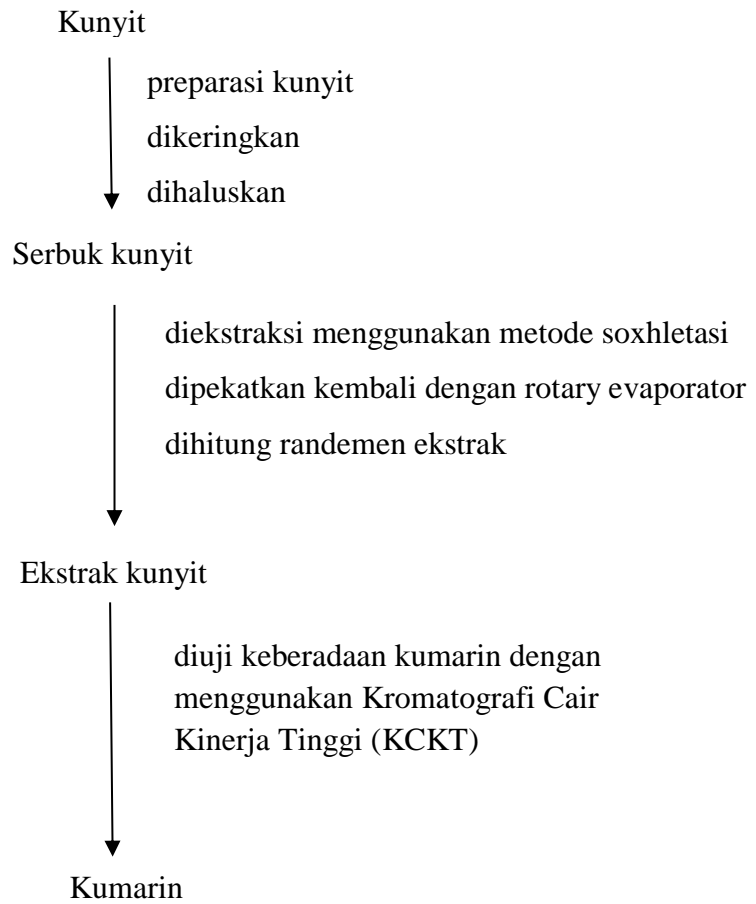 Kunyit
preparasi kunyit
dikeringkan
dihaluskan
Serbuk kunyit
diekstraksi menggunakan metode soxhletasi
dipekatkan kembali dengan rotary evaporator
dihitung randemen ekstrak
Ekstrak kunyit
diuji keberadaan kumarin dengan
menggunakan Kromatografi Cair
Kinerja Tinggi (KCKT)
Kumarin